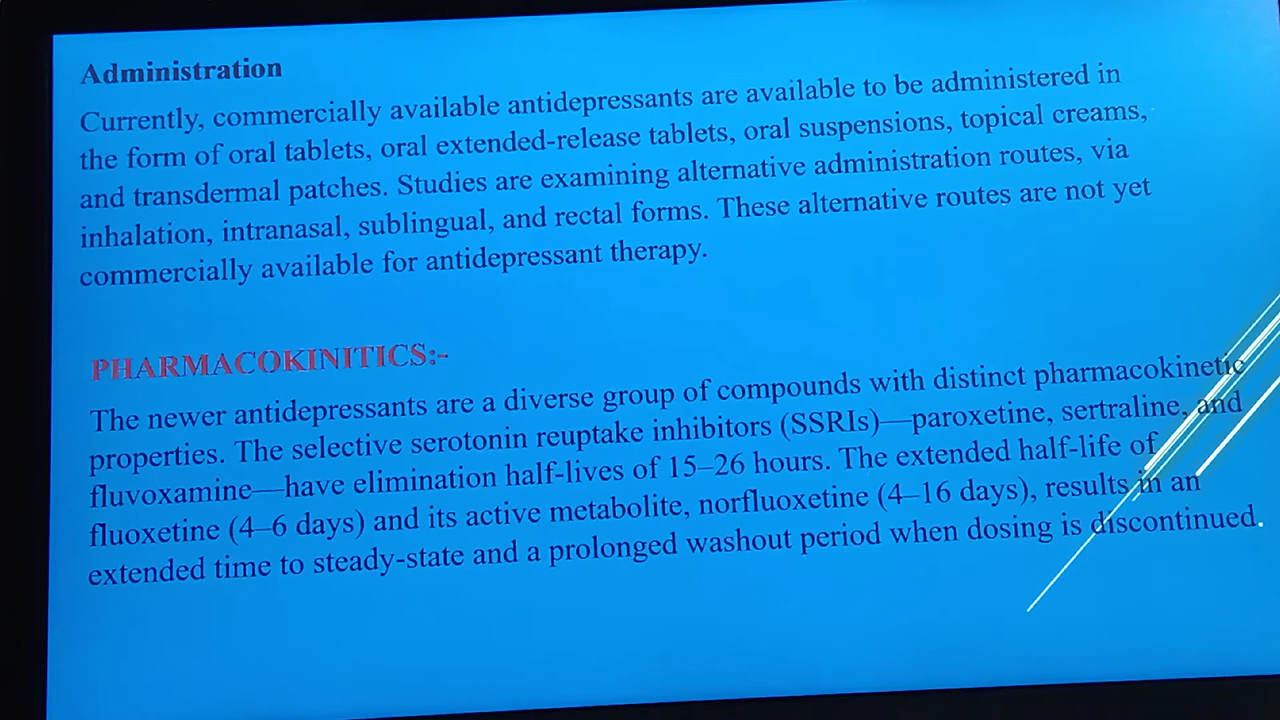 Administration
Currently, commercially available antidepressants are available to be administered in
the form of oral tablets, oral extended-release tablets, oral suspensions, topical creams,
and transdermal patches. Studies are examining alternative administration routes, via
inhalation, intranasal, sublingual, and rectal forms. These alternative routes are not yet
commercially available for antidepressant therapy.
PHARMACOKINITICS:-
The newer antidepressants are a diverse group of compounds with distinct pharmacokinetic
properties. The selective serotonin reuptake inhibitors (SSRIs)—paroxetine, sertraline, and
fluvoxamine—have elimination half-lives of 15–26 hours. The extended half-life of
fluoxetine (4–6 days) and its active metabolite, norfluoxetine (4–16 days), results in an
extended time to steady-state and a prolonged washout period when dosing is discontinued.